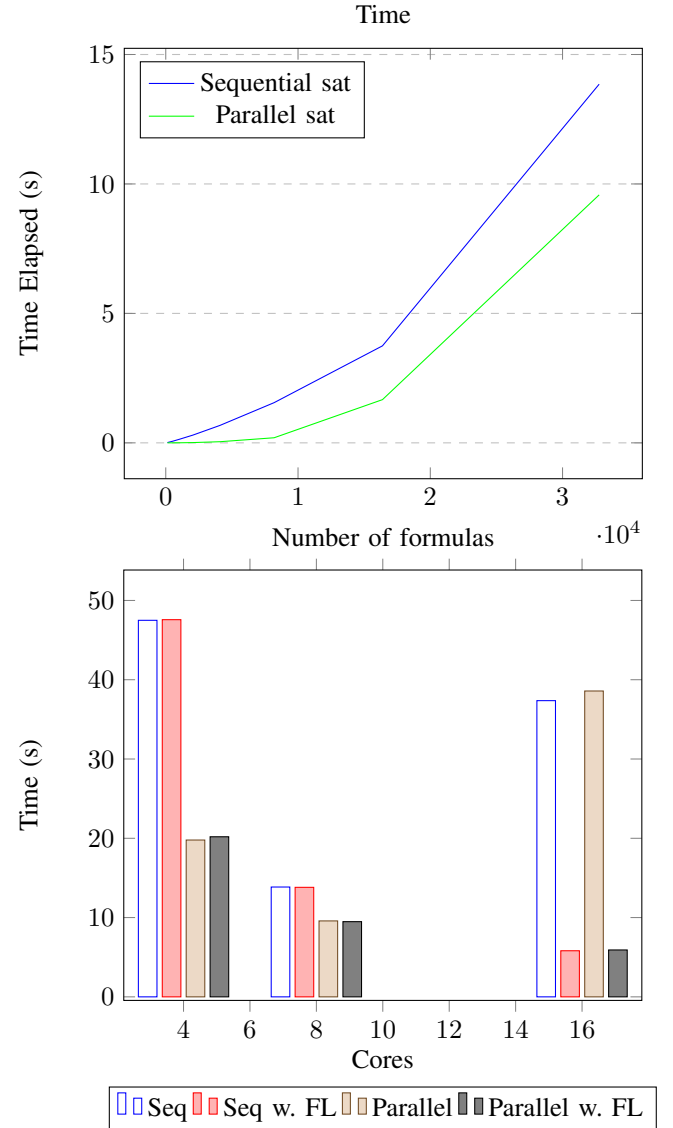 Time
15
10
5
0
Time Elapsed (s)
Sequential sat
Parallel sat
0 1 2 3
Number of formulas
·10⁴
50
40
30
20
10
0
Time (s)
4 6 8 10 12 14 16
Cores
Seq Seq w. FL Parallel Parallel w. FL